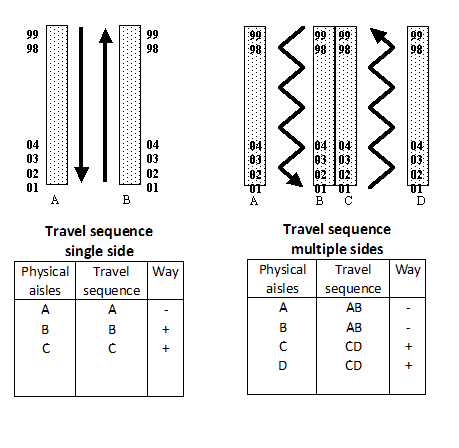 99 99 99 99 99 99
98 98 98 98 98 98
04 04 04 04 04 04
03 03 03 03 03 03
02 02 02 02 02 02
01 01 01 01 01 01
A B A B C D
Travel sequence
single side
Physical aisles Travel sequence Way
A A -
B B +
C C +
Travel sequence
multiple sides
Physical aisles Travel sequence Way
A AB -
B AB -
C CD +
D CD +